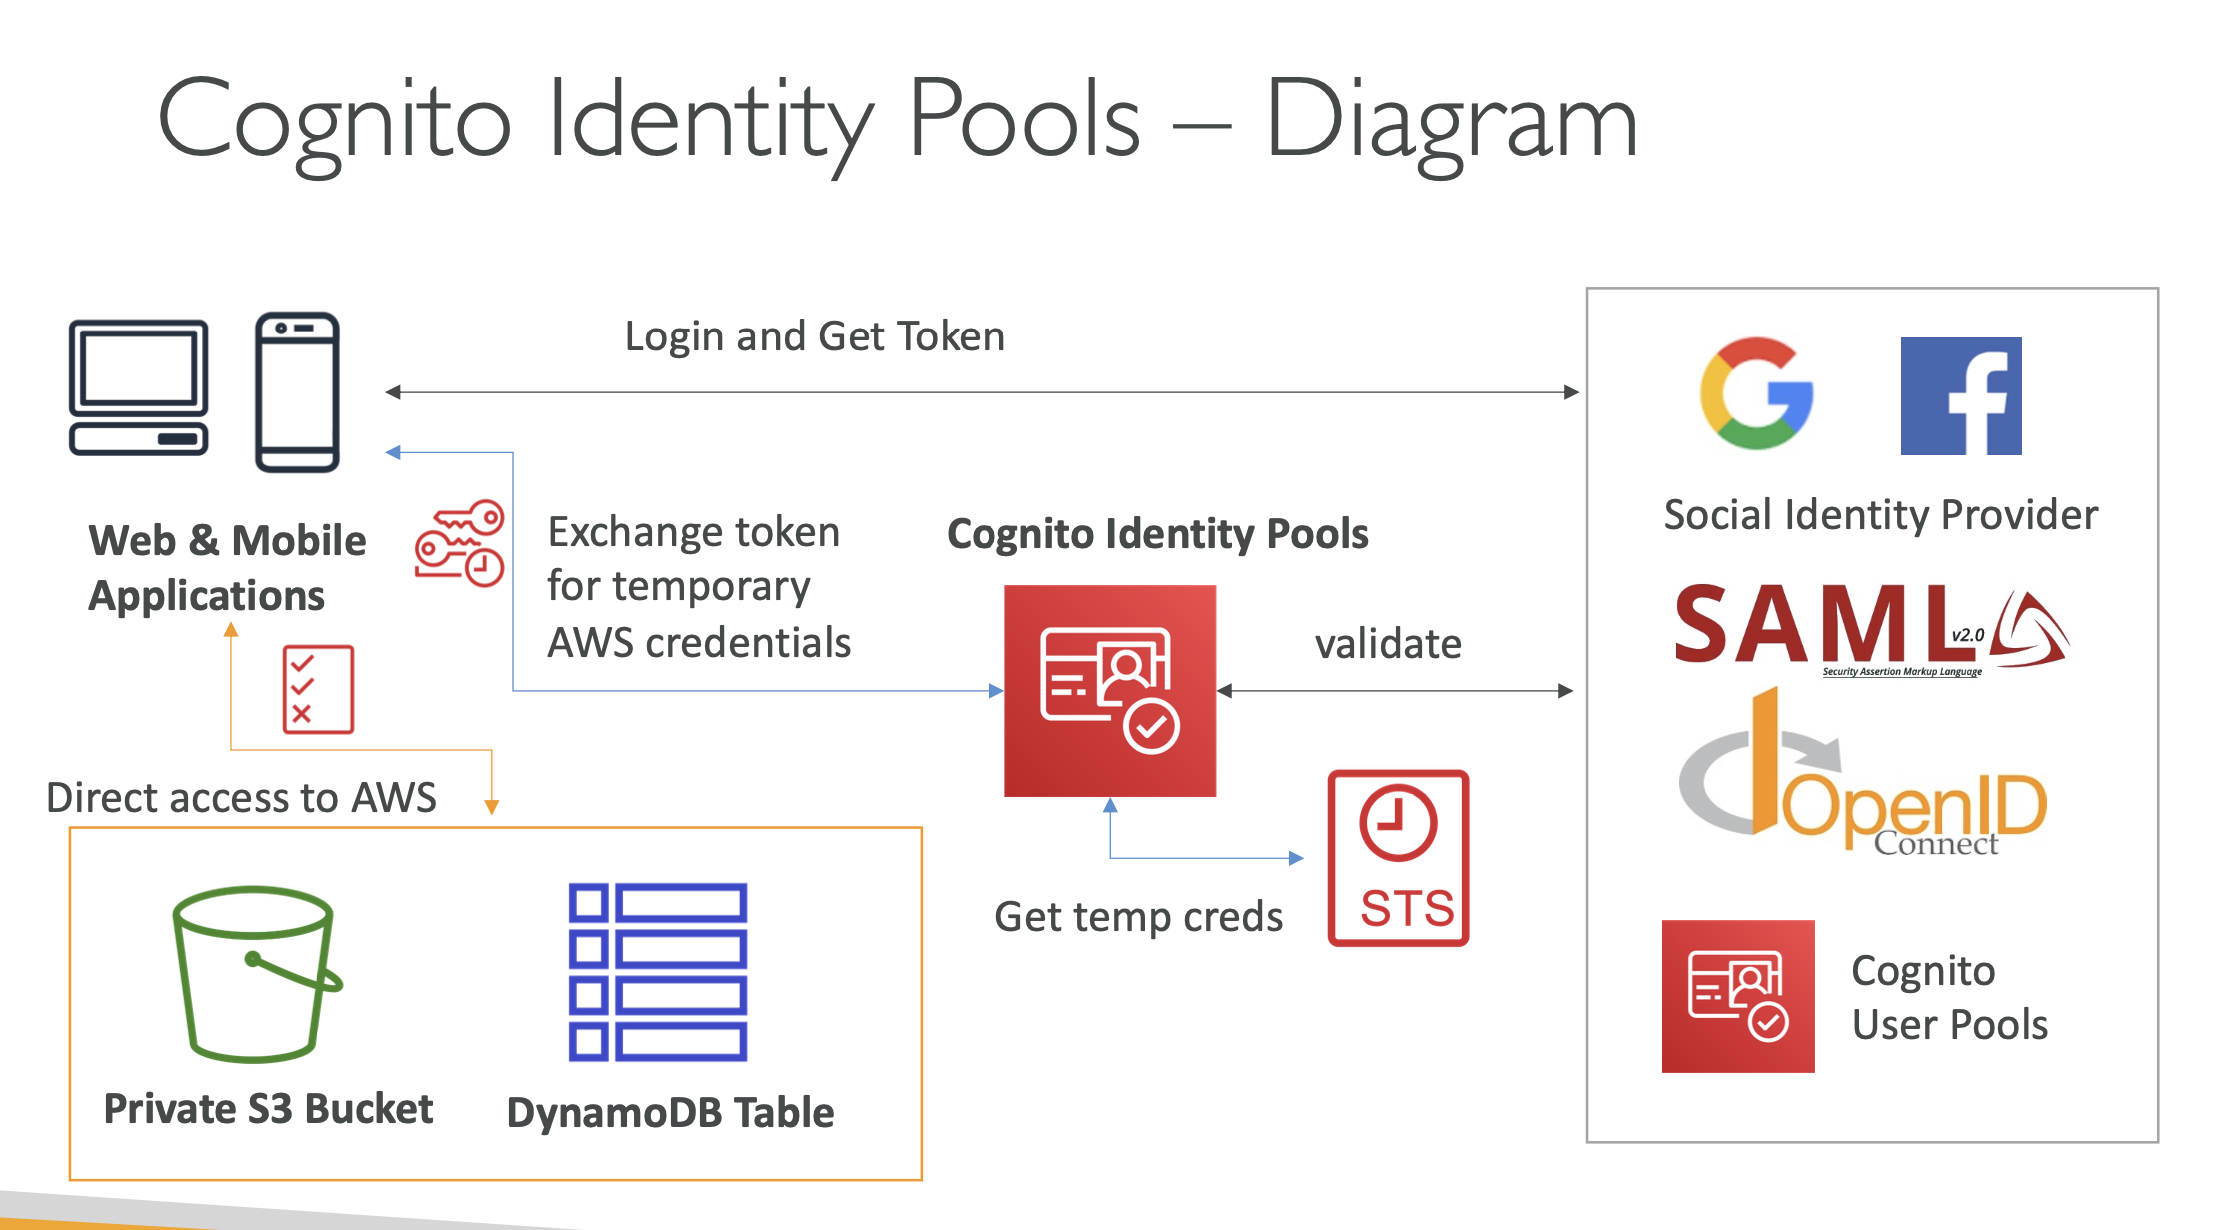 Cognito Identity Pools – Diagram
Login and Get Token
Web & Mobile
Applications
Exchange token
for temporary
AWS credentials
Cognito Identity Pools
validate
Get temp creds
STS
Direct access to AWS
Private S3 Bucket
DynamoDB Table
Social Identity Provider
SAML v2.0
Security Assertion Markup Language
OpenID
Connect
Cognito
User Pools